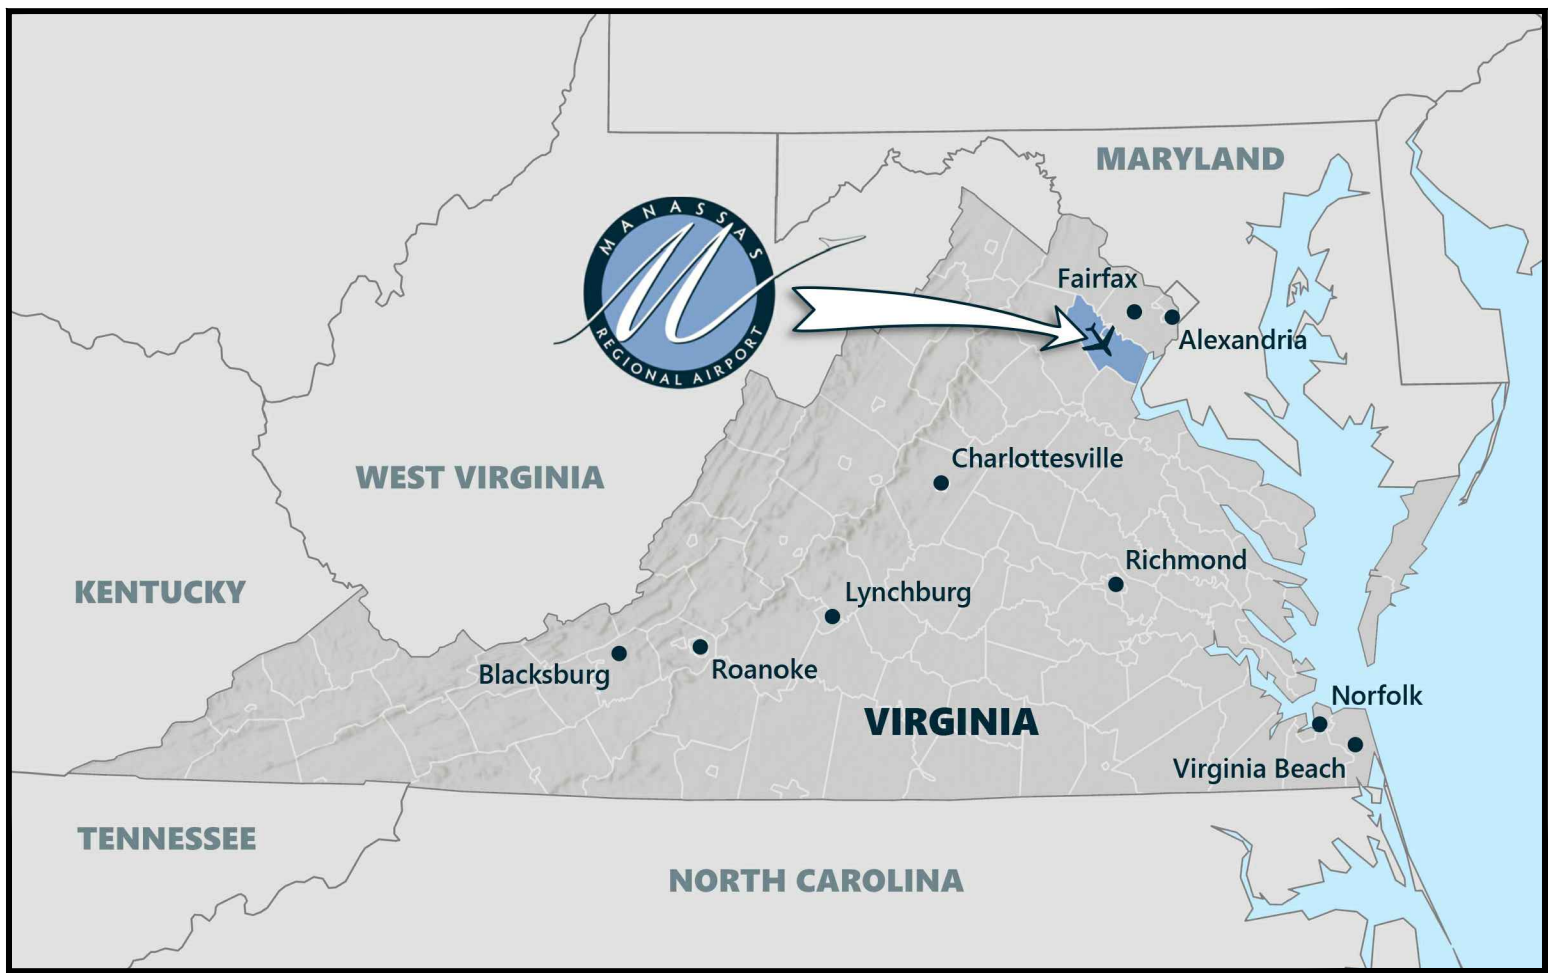 MARYLAND
MANASSAS
REGIONAL AIRPORT
M
Fairfax
Alexandria
Charlottesville
WEST VIRGINIA
Richmond
KENTUCKY
Lynchburg
Blacksburg
Roanoke
Norfolk
VIRGINIA
Virginia Beach
TENNESSEE
NORTH CAROLINA